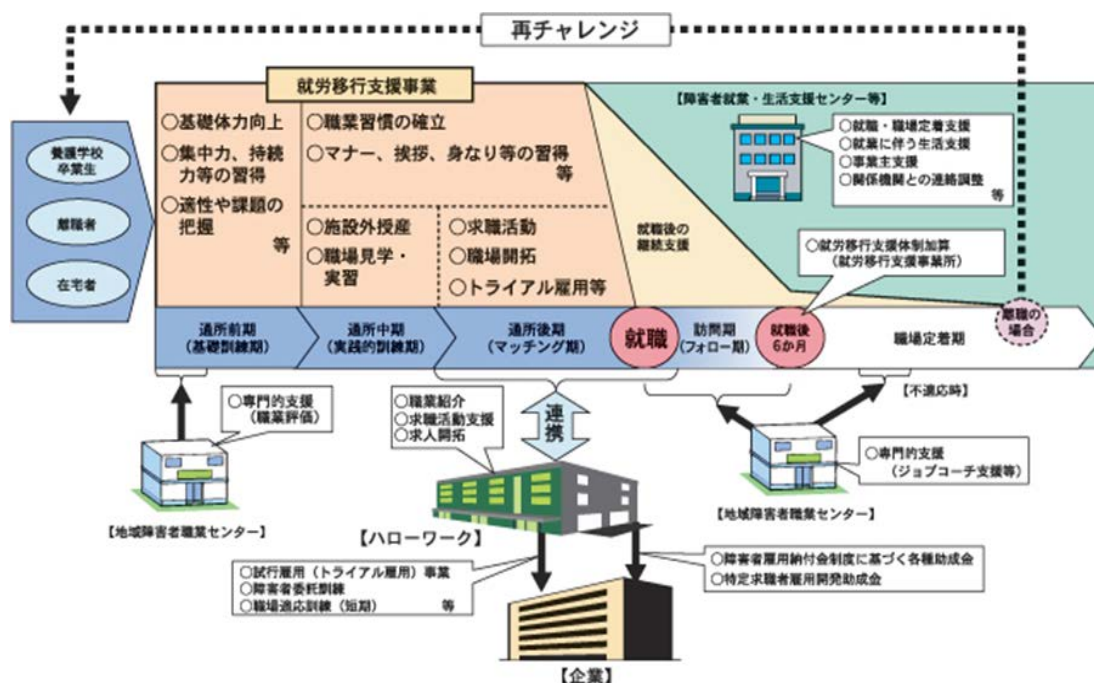 再チャレンジ
就労移行支援事業
【障害者就業・生活支援センター等】
養護学校
卒業生
離職者
在宅者
○基礎体力向上
○集中力、持続
力等の習得
○適性や課題の
把握
等
○職業習慣の確立
○マナー、挨拶、身なり等の習得
等
○施設外授産
○職場見学・
実習
○求職活動
○職場開拓
○トライアル雇用等
就職後の
継続支援
○就職・職場定着支援
○就業に伴う生活支援
○事業主支援
○関係機関との連絡調整
等
○就労移行支援体制加算
(就労移行支援事業所)
通所前期
(基礎訓練期)
通所中期
(実践的訓練期)
通所後期
(マッチング期)
就職
訪問期
(フォロー期)
就職後
6か月
職場定着期
離職の
場合
【不適応時】
○専門的支援
(職業評価)
【地域障害者職業センター】
○職業紹介
○求職活動支援
○求人開拓
連携
【ハローワーク】
○専門的支援
(ジョブコーチ支援等)
【地域障害者職業センター】
○試行雇用(トライアル雇用)事業
○障害者委託訓練
○職場適応訓練(短期) 等
○障害者雇用納付金制度に基づく各種助成金
○特定求職者雇用開発助成金
【企業】